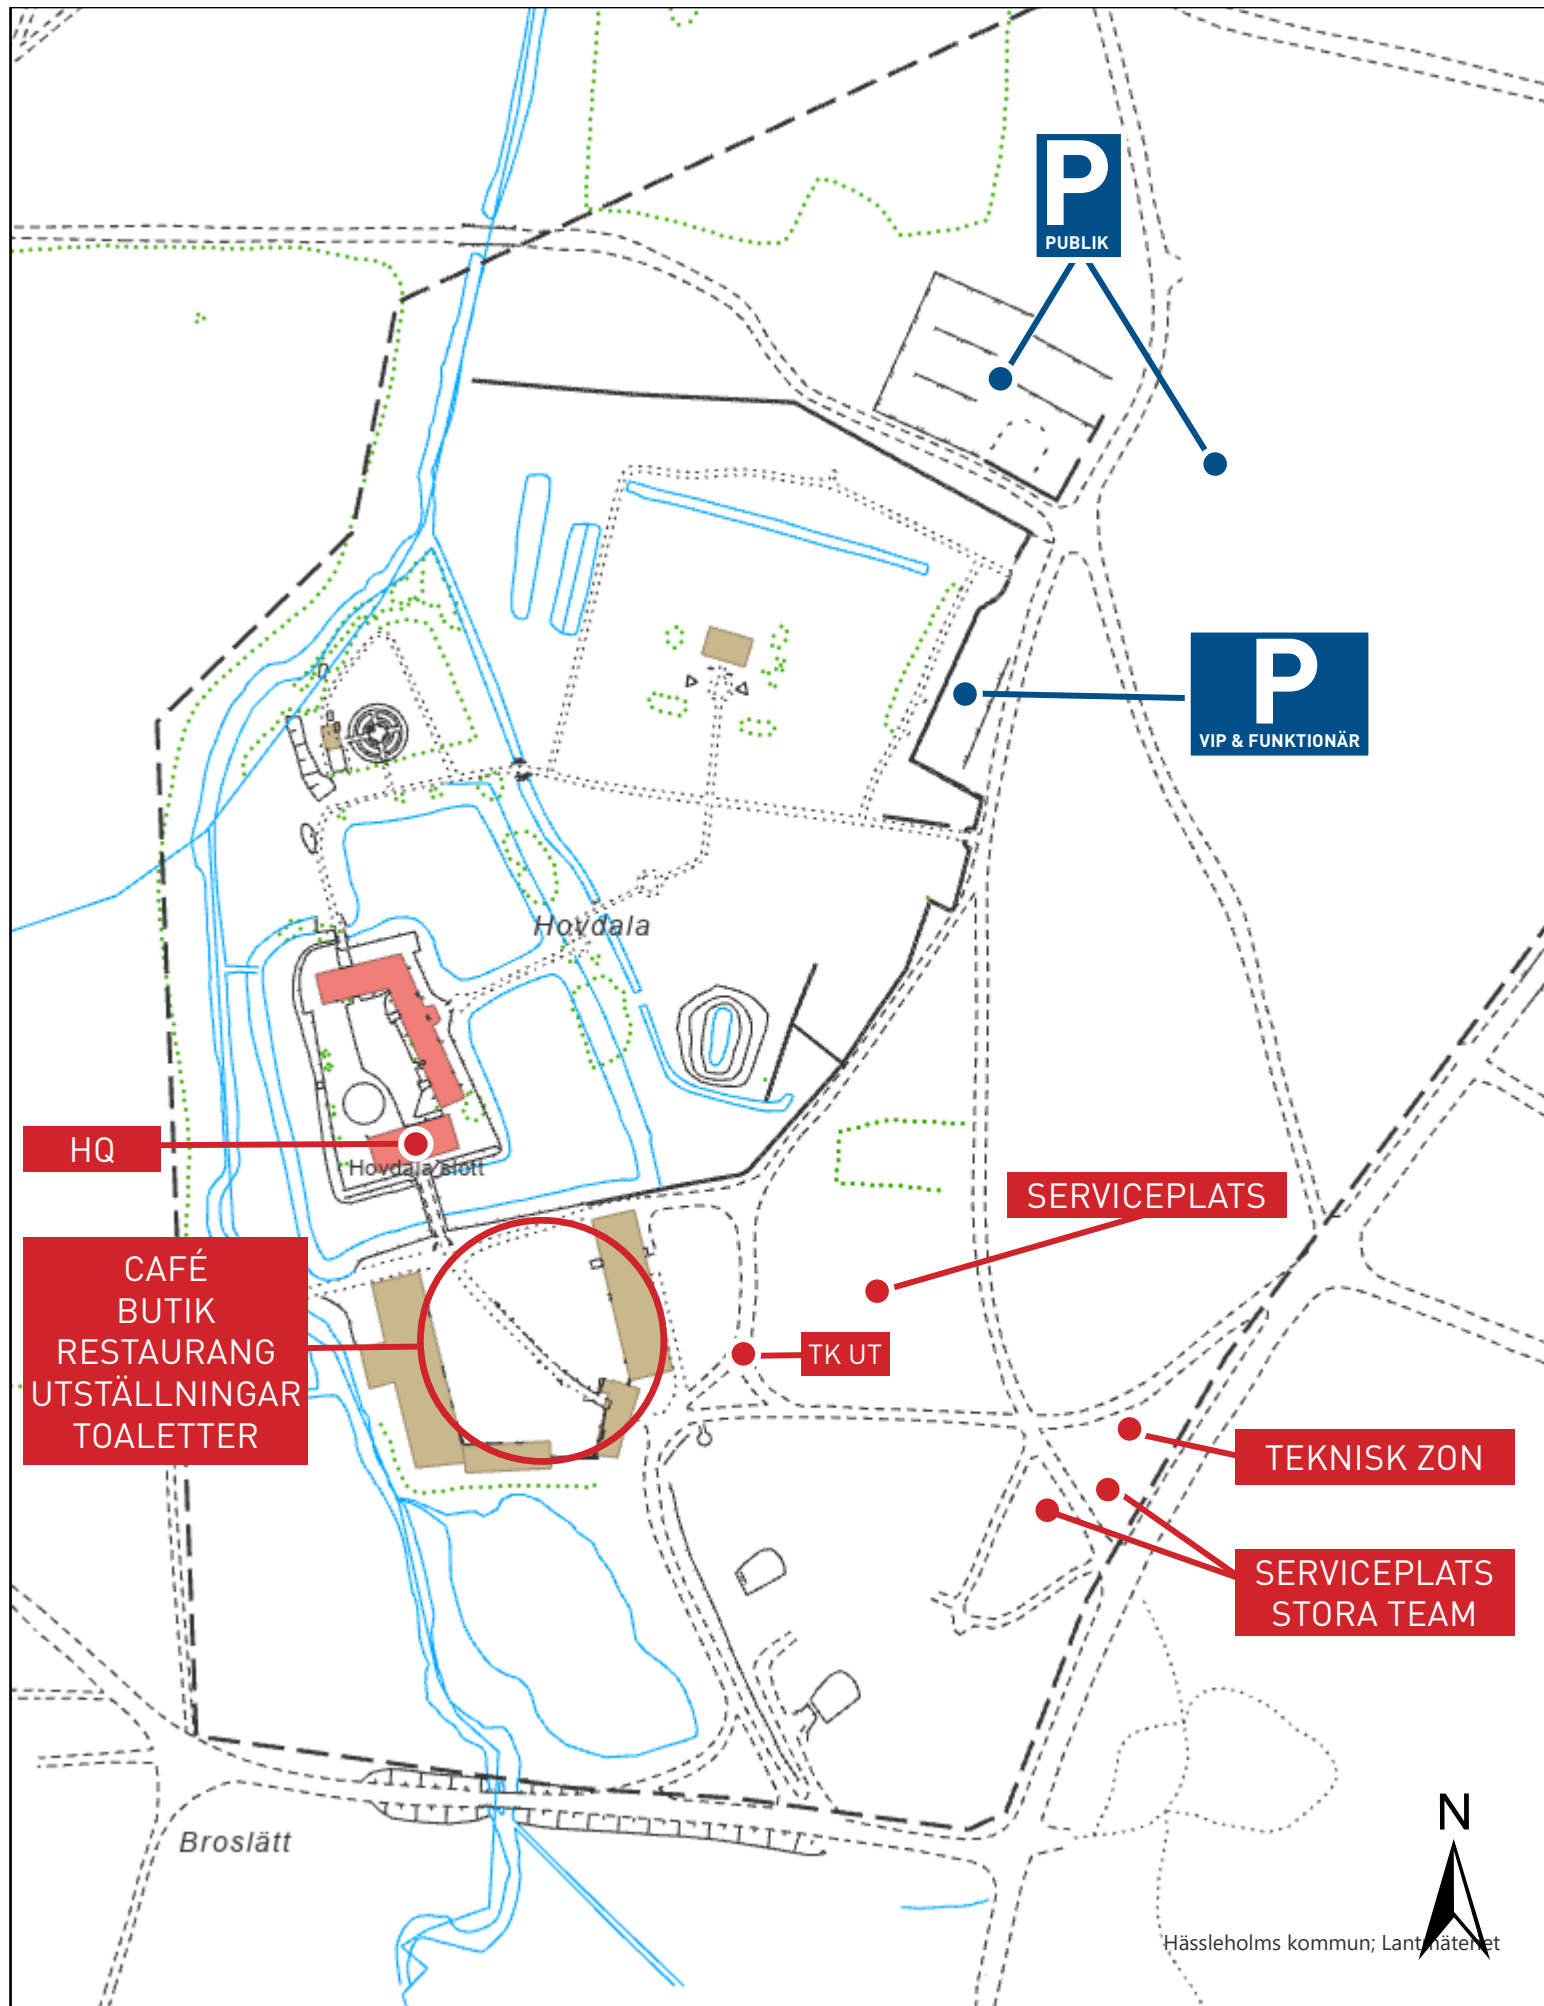 P
PUBLIK
P
VIP & FUNKTIONÄR
Hovdala
HQ
Hovdala slott
SERVICEPLATS
CAFÉ
BUTIK
RESTAURANG
UTSTÄLLNINGAR
TOALETTER
TK UT
TEKNISK ZON
SERVICEPLATS
STORA TEAM
Broslätt
N
Hässleholms kommun; Lantmäteriet